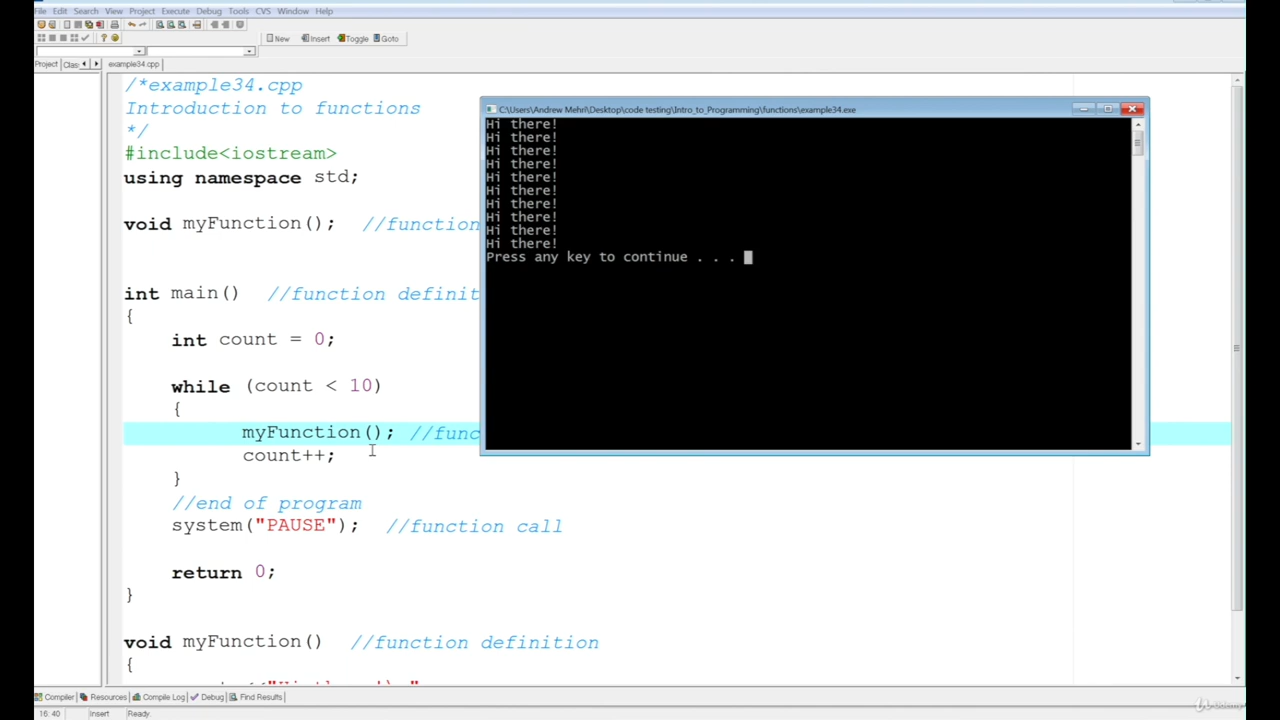 File Edit Search View Project Execute Debug Tools CVS Window Help
New Insert Toggle Goto
Project Clas example34.cpp
/*example34.cpp
Introduction to functions
*/
#include<iostream>
using namespace std;
void myFunction(); //function
int main() //function definit
{
int count = 0;
while (count < 10)
{
myFunction(); //func
count++;
}
//end of program
system("PAUSE"); //function call
return 0;
}
void myFunction() //function definition
{
C:\Users\Andrew Mehri\Desktop\code testing\Intro_to_Programming\functions\example34.exe
Hi there!
Hi there!
Hi there!
Hi there!
Hi there!
Hi there!
Hi there!
Hi there!
Hi there!
Hi there!
Press any key to continue . . .
Compiler Resources Compile Log Debug Find Results
16: 40 Insert Ready.
Udemy